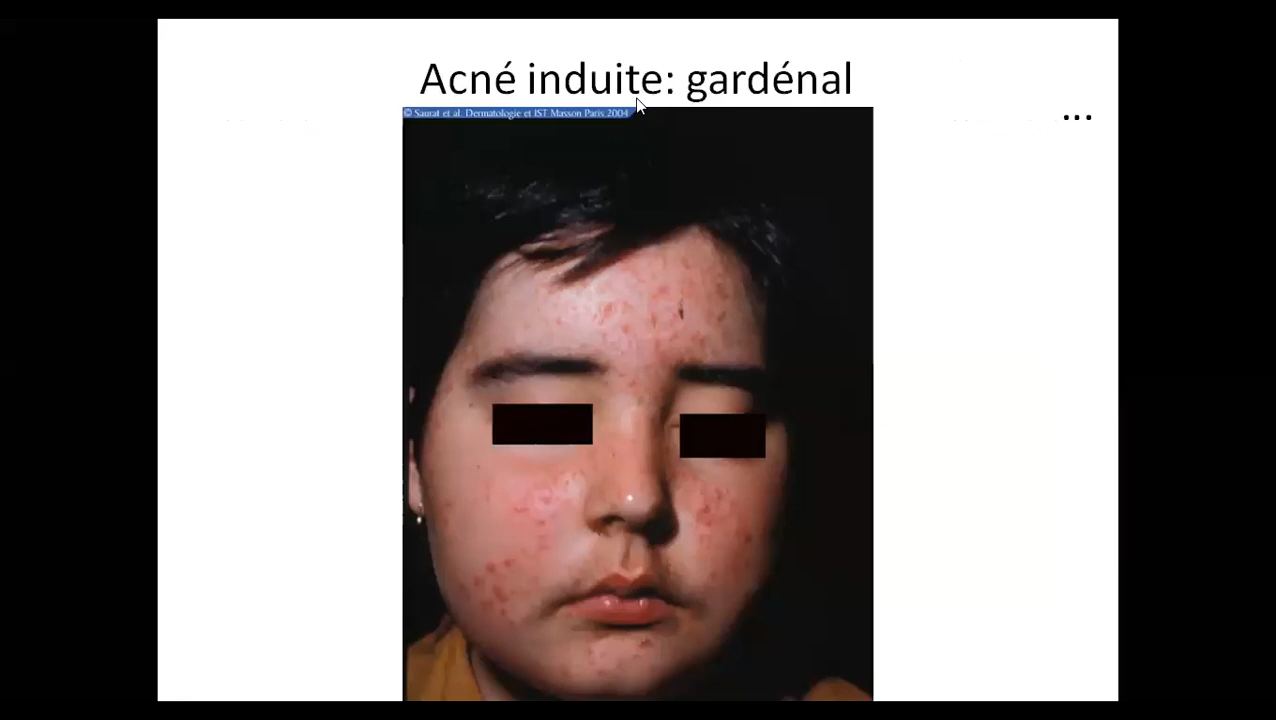 Acné induite: gardénal
© Saurat et al. Dermatologie et IST Masson Paris 2004
...